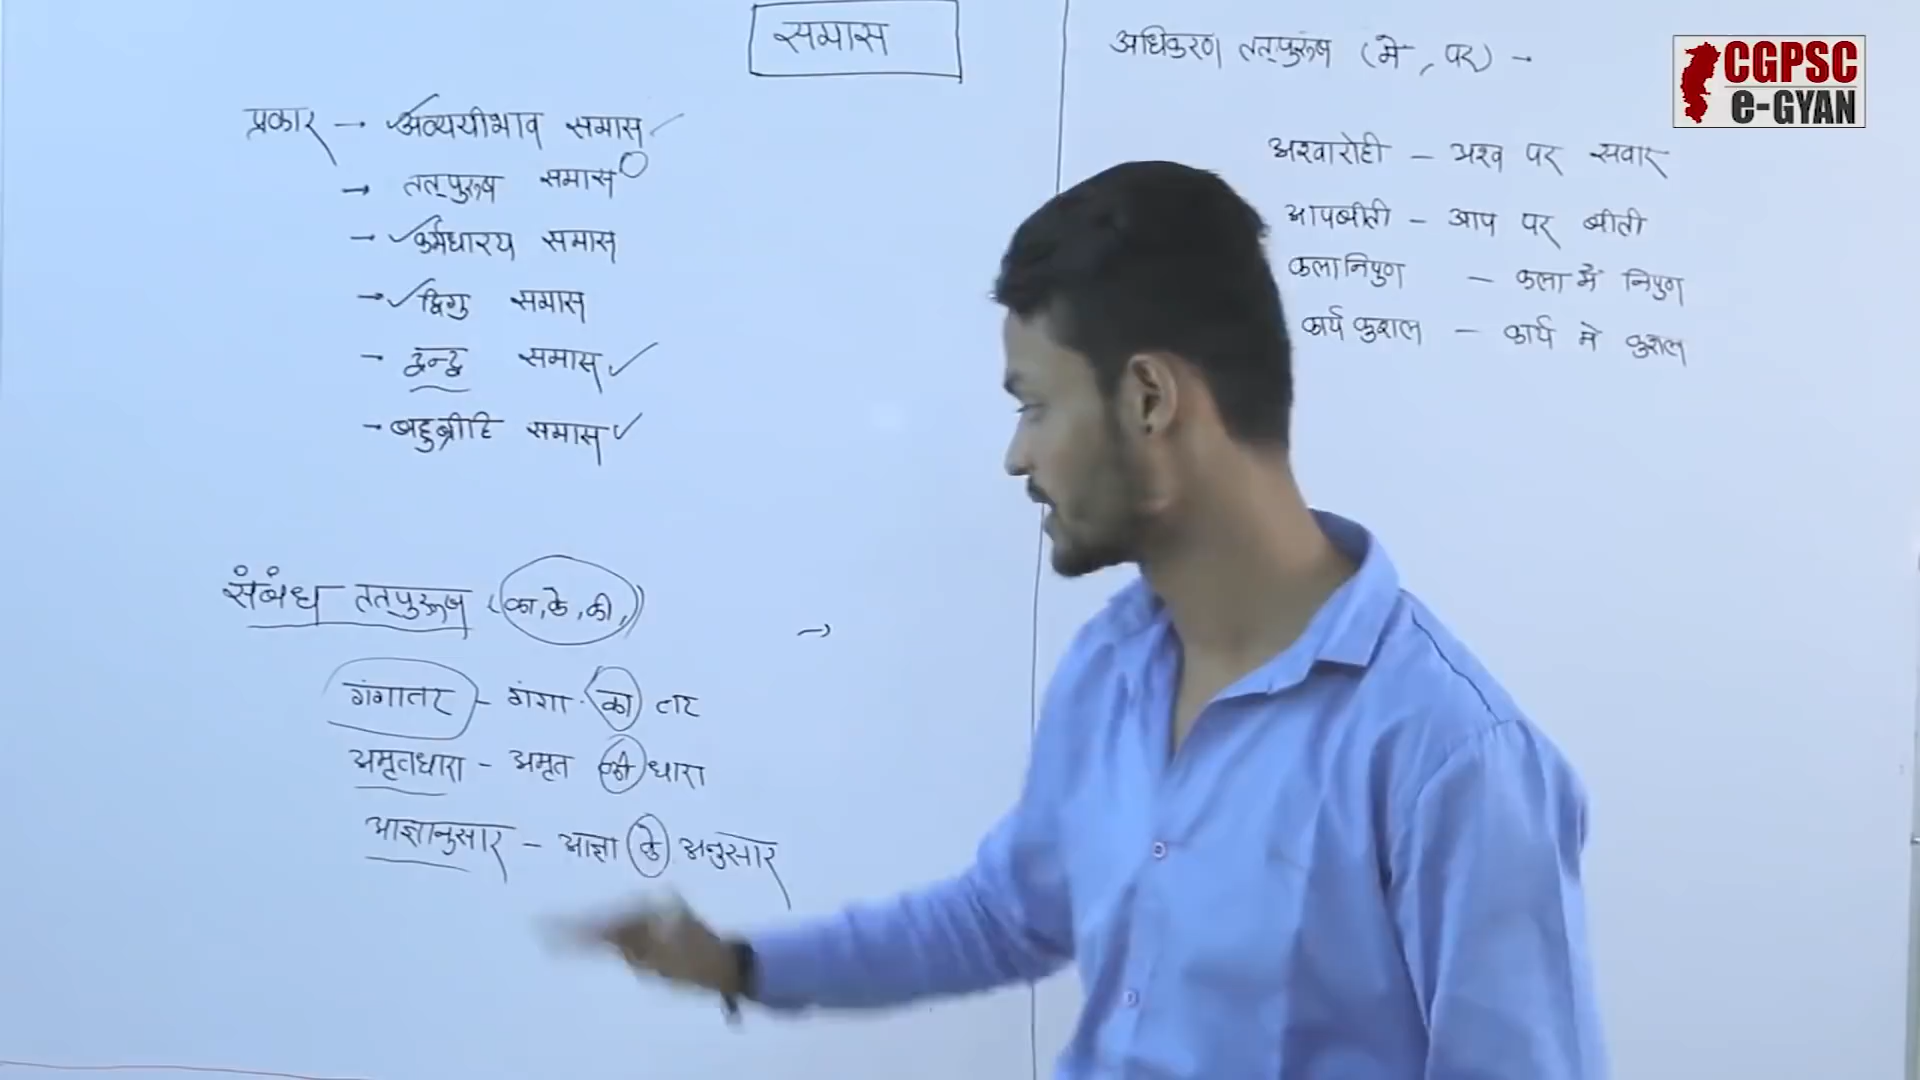 समास
प्रकार → अव्ययीभाव समास
→ तत्पुरुष समास
→ कर्मधारय समास
→ द्विगु समास
→ द्वन्द्व समास
→ बहुब्रीहि समास
संबंध तत्पुरूष (का, के, की,)
गंगातट - गंगा का तट
अमृतधारा - अमृत की धारा
आज्ञानुसार - आज्ञा के अनुसार
अधिकरण तत्पुरूष (मे, पर) →
अश्वारोही - अश्व पर सवार
आपबीती - आप पर बीती
कलानिपुण - कला में निपुण
कार्य कुशल - कार्य मे कुशल
CGPSC
e-GYAN